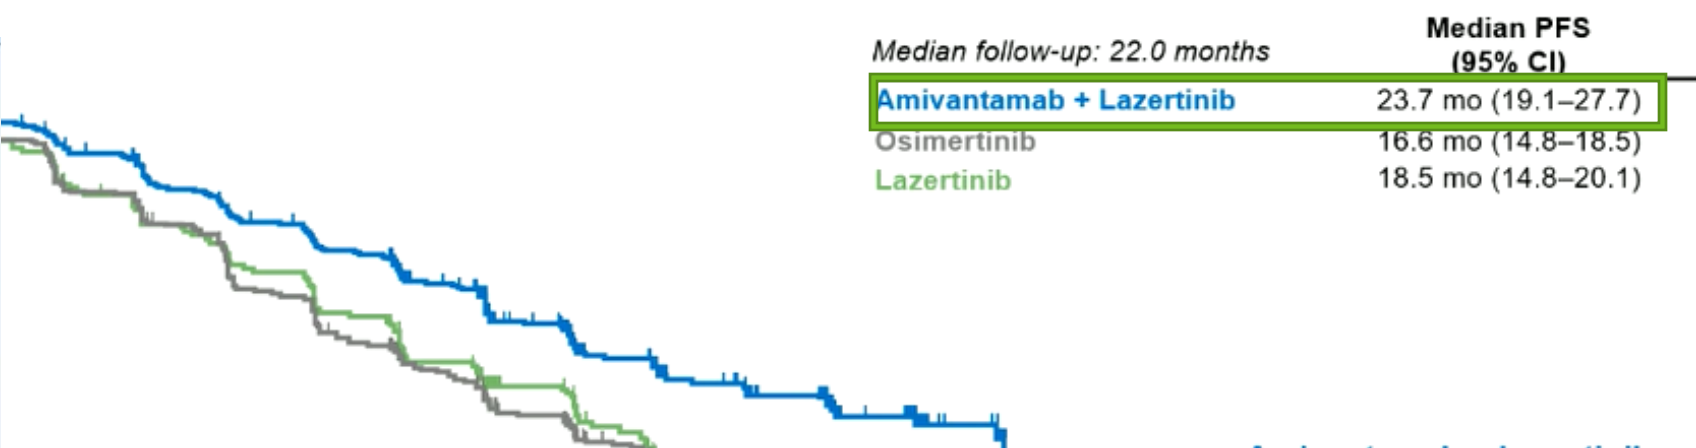 Median PFS
(95% CI)
Median follow-up: 22.0 months
Amivantamab + Lazertinib 23.7 mo (19.1–27.7)
Osimertinib 16.6 mo (14.8–18.5)
Lazertinib 18.5 mo (14.8–20.1)